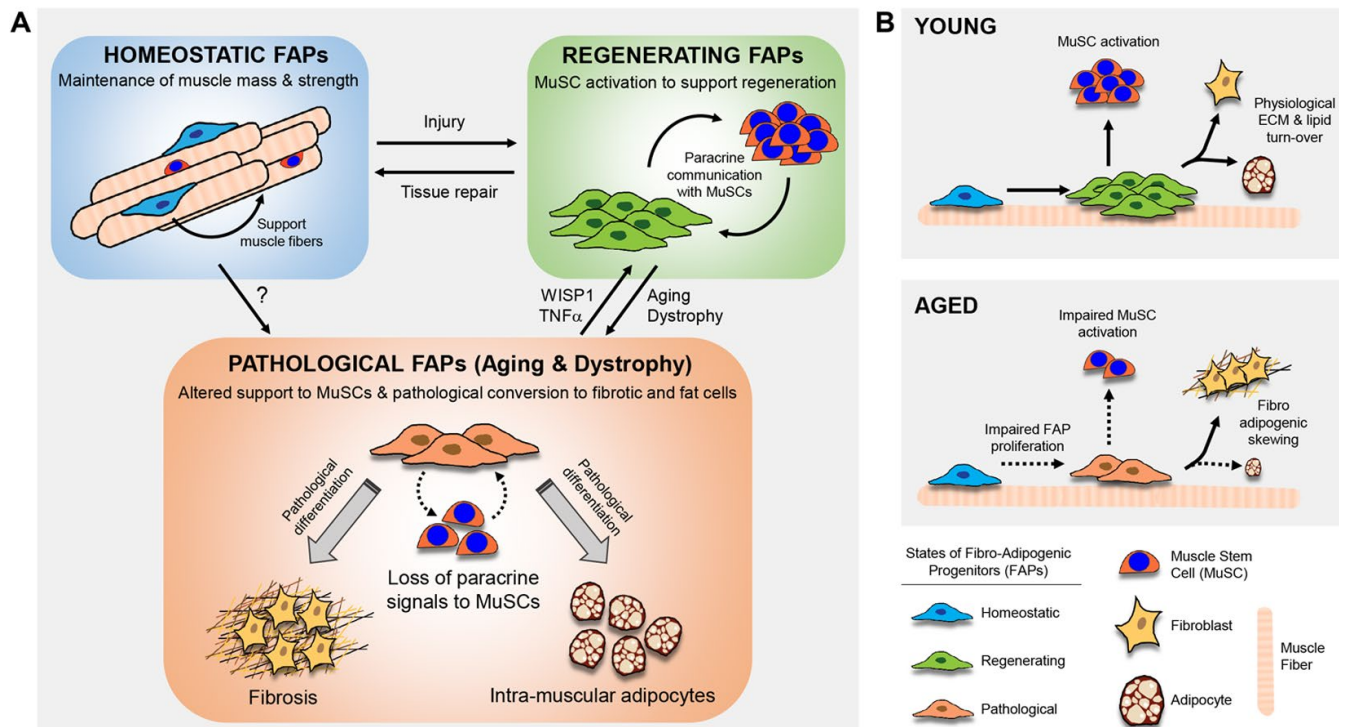 A
HOMEOSTATIC FAPs
Maintenance of muscle mass & strength
Support
muscle fibers
Injury
Tissue repair
REGENERATING FAPs
MuSC activation to support regeneration
Paracrine
communication
with MuSCs
?
WISP1
TNFα
Aging
Dystrophy
PATHOLOGICAL FAPs (Aging & Dystrophy)
Altered support to MuSCs & pathological conversion to fibrotic and fat cells
Pathological
differentiation
Pathological
differentiation
Loss of paracrine
signals to MuSCs
Fibrosis
Intra-muscular adipocytes
B
YOUNG
MuSC activation
Physiological
ECM & lipid
turn-over
AGED
Impaired MuSC
activation
Impaired FAP
proliferation
Fibro
adipogenic
skewing
States of Fibro-Adipogenic
Progenitors (FAPs)
Homeostatic
Regenerating
Pathological
Muscle Stem
Cell (MuSC)
Fibroblast
Adipocyte
Muscle
Fiber